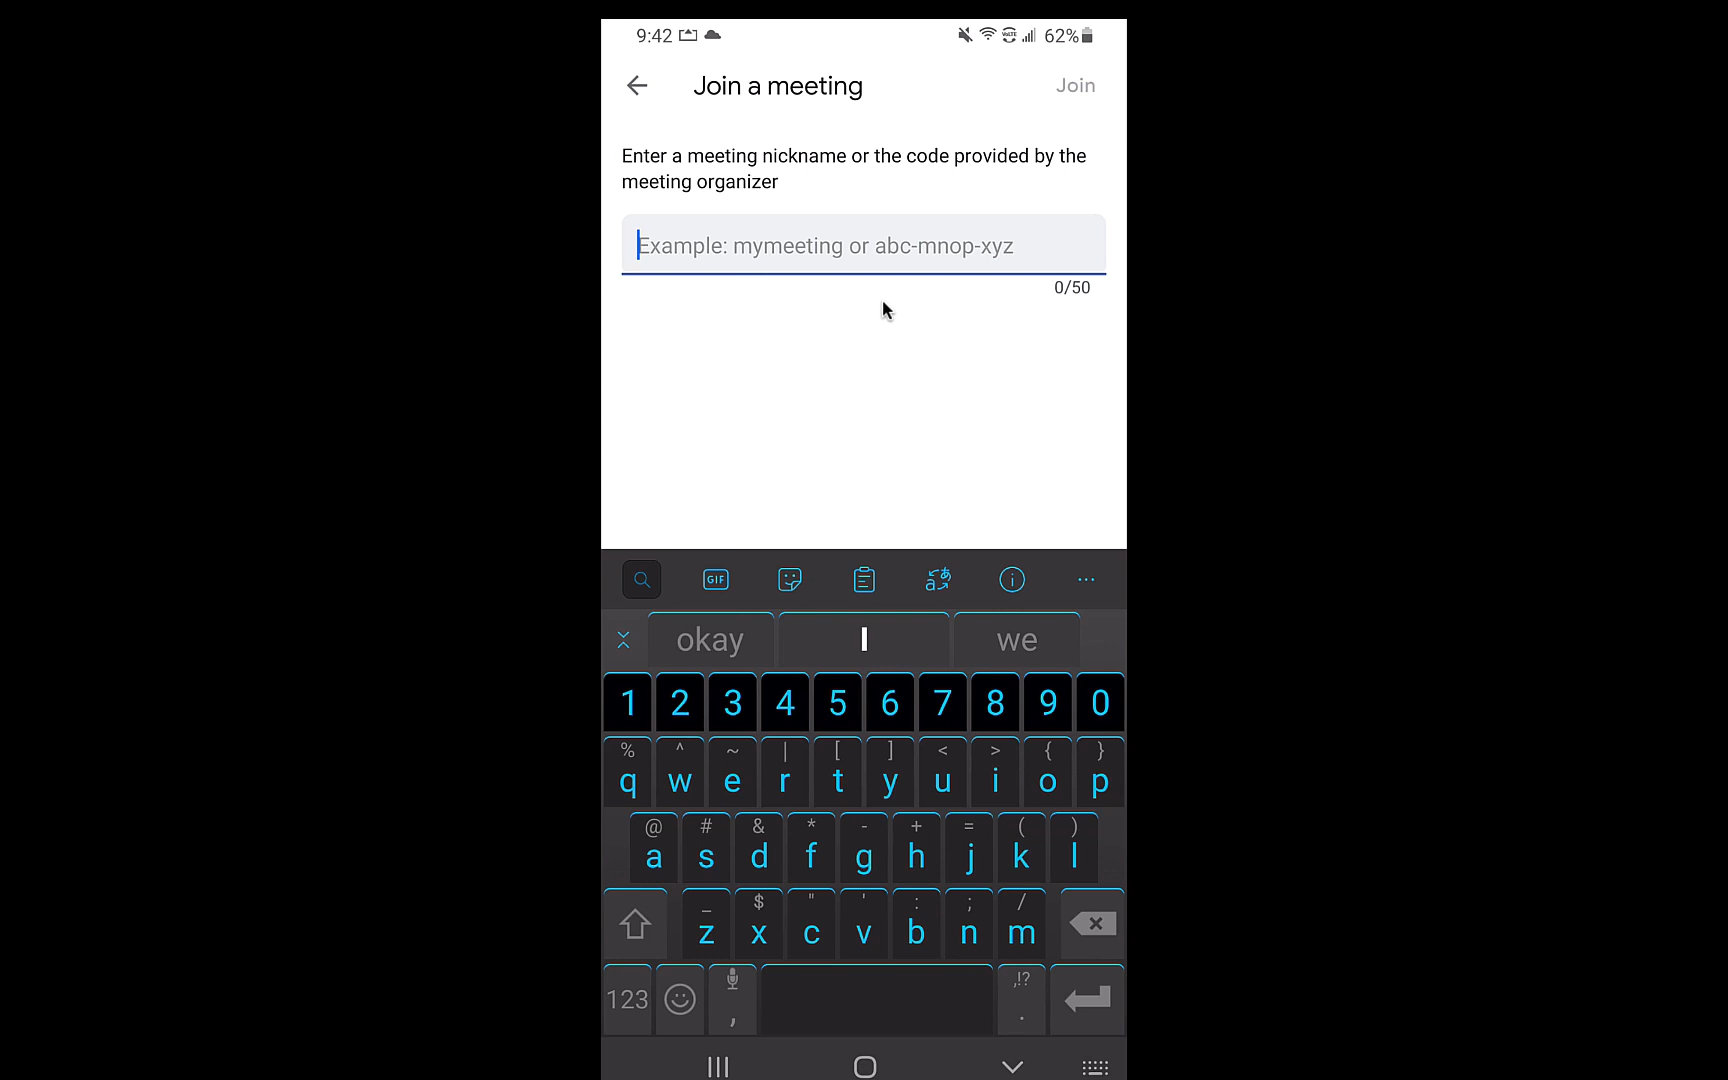 9:42 62%
Join a meeting Join
Enter a meeting nickname or the code provided by the
meeting organizer
Example: mymeeting or abc-mnop-xyz
0/50
GIF
okay I we
1 2 3 4 5 6 7 8 9 0
% ^ ~ | [ ] < > { }
q w e r t y u i o p
@ # & * - + = ( )
a s d f g h j k l
_ $ " ' : ; /
z x c v b n m
,!?
123 , .